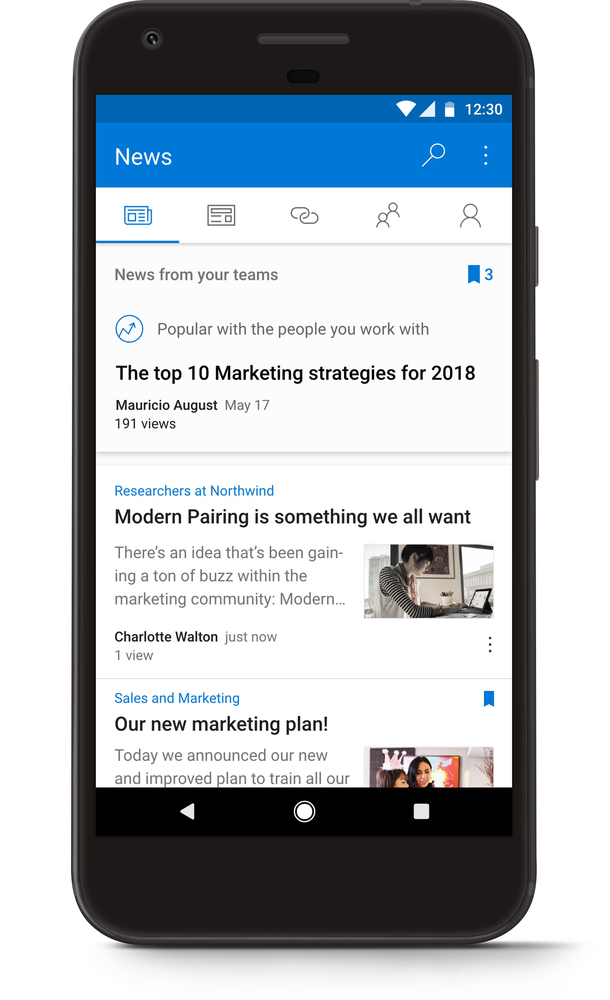 12:30
News
News from your teams
3
Popular with the people you work with
The top 10 Marketing strategies for 2018
Mauricio August May 17
191 views
Researchers at Northwind
Modern Pairing is something we all want
There’s an idea that’s been gain-
ing a ton of buzz within the
marketing community: Modern...
Charlotte Walton just now
1 view
Sales and Marketing
Our new marketing plan!
Today we announced our new
and improved plan to train all our